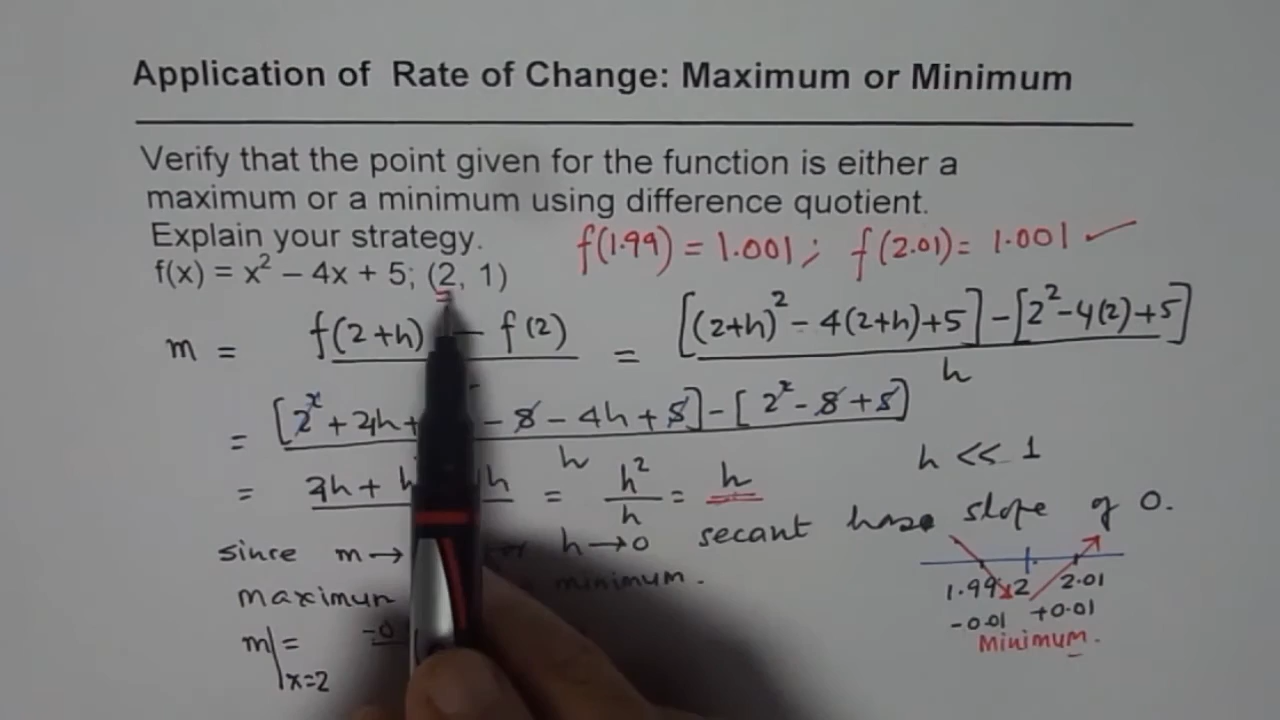 Application of Rate of Change: Maximum or Minimum
Verify that the point given for the function is either a
maximum or a minimum using difference quotient.
Explain your strategy.
f(1.99) = 1.001; f(2.01) = 1.001 ✓
f(x) = x² – 4x + 5; (2, 1)
m = f(2+h) – f(2) = [(2+h)² – 4(2+h)+5] – [2² – 4(2)+5]
h
= [2² + 4h + – 8 – 4h + 5] – [2² – 8 + 5]
h
h << 1
= 4h + h h = h² = h
h
since m → h → 0 secant has slope of 0.
maximum minimum.
1.99 2 2.01
-0.01 +0.01
Minimum.
m| = -0
x=2